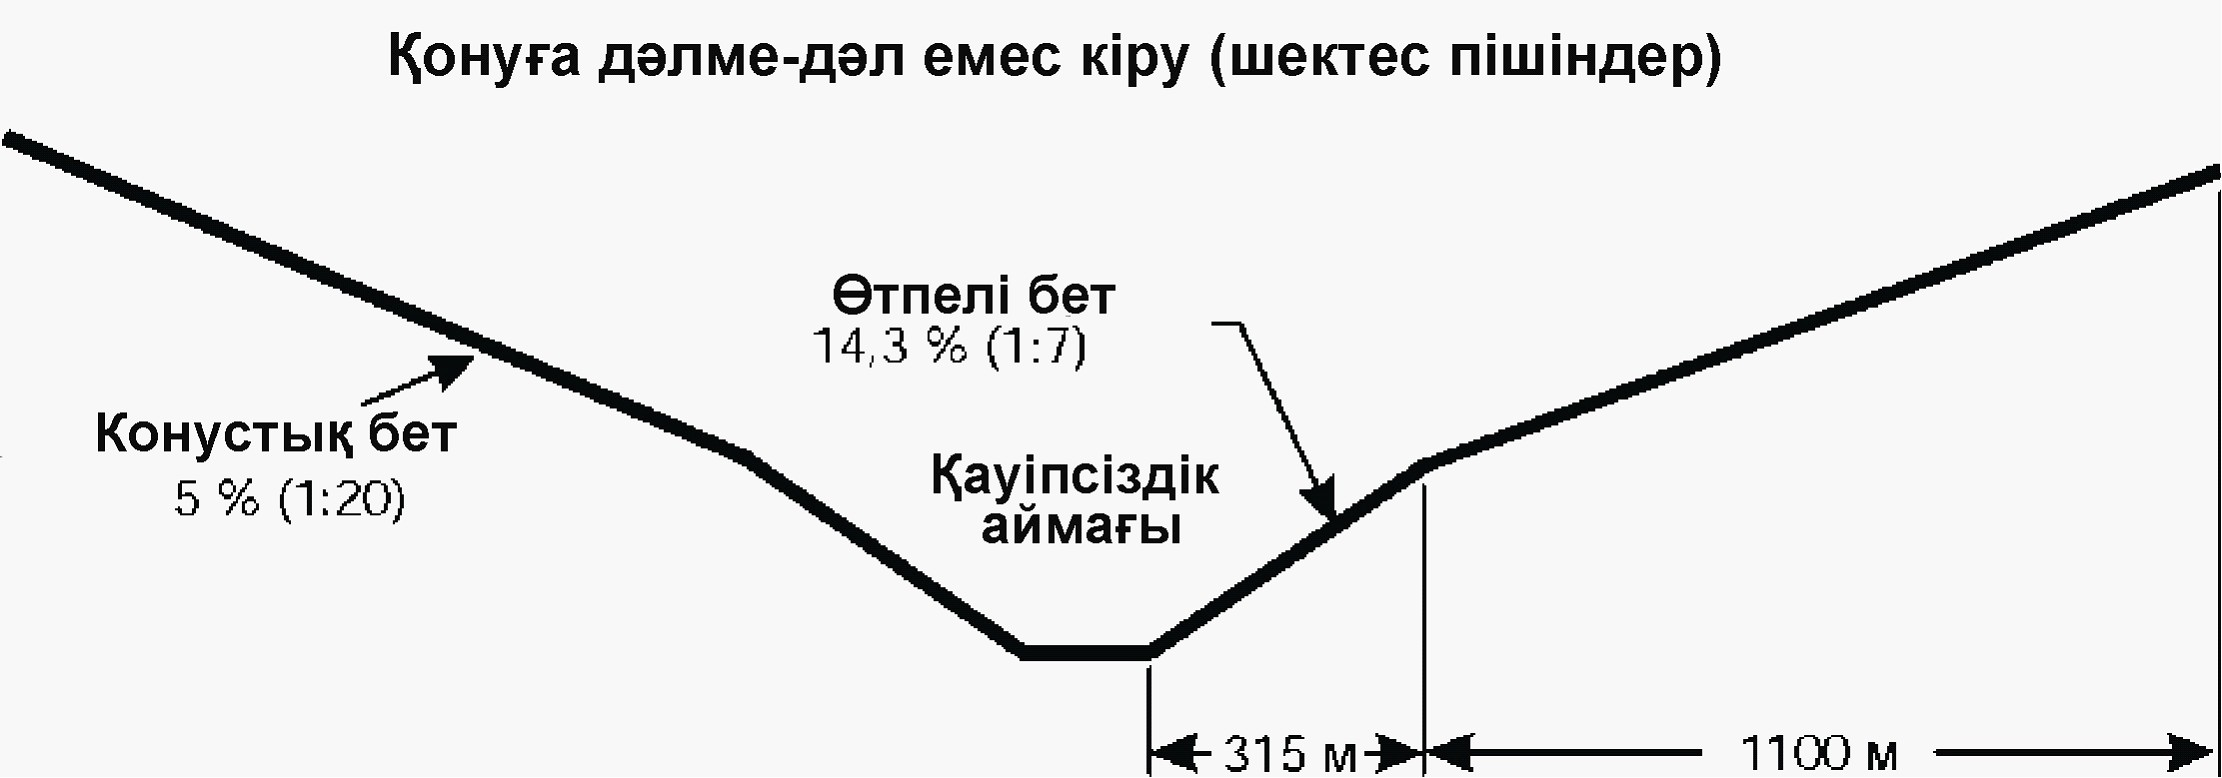 Қонуға дәлме-дәл емес кіру (шектес пішіндер)
Өтпелі бет
14,3 % (1:7)
Конустық бет
5 % (1:20)
Қауіпсіздік
аймағы
315 м
1100 м